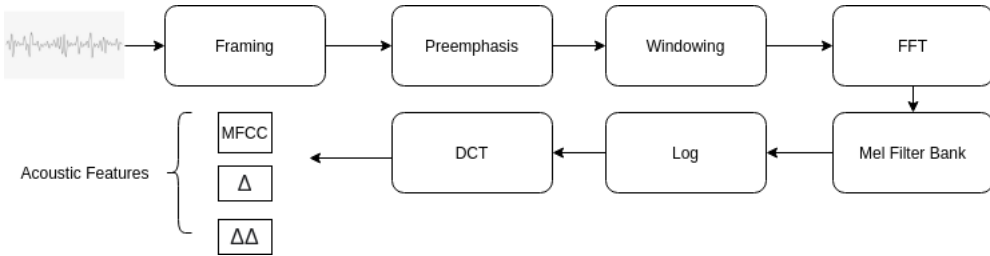 Framing
Preemphasis
Windowing
FFT
Mel Filter Bank
Log
DCT
MFCC
Δ
ΔΔ
Acoustic Features